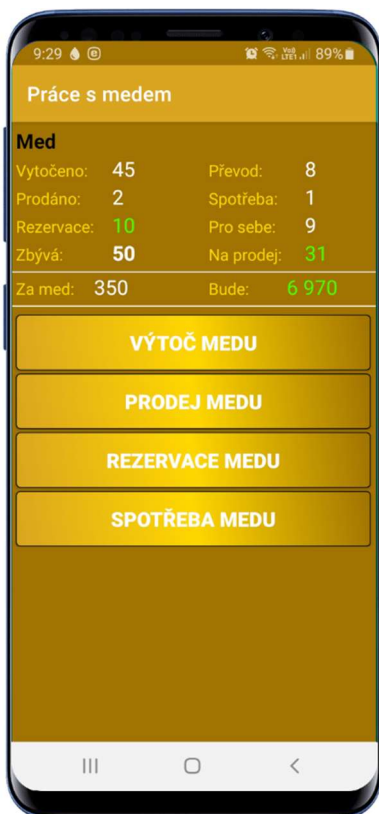 9:29 89%
Práce s medem
Med
Vytočeno: 45 Převod: 8
Prodáno: 2 Spotřeba: 1
Rezervace: 10 Pro sebe: 9
Zbývá: 50 Na prodej: 31
Za med: 350 Bude: 6 970
VÝTOČ MEDU
PRODEJ MEDU
REZERVACE MEDU
SPOTŘEBA MEDU